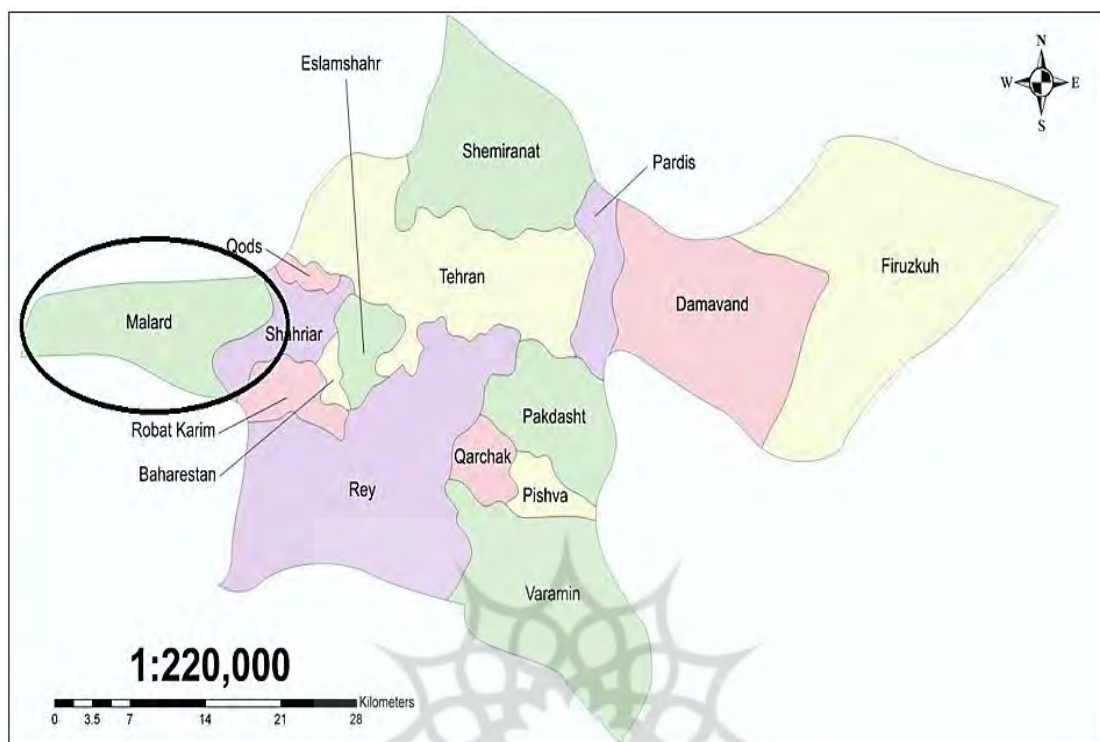 N
W E
S
Eslamshahr
Shemiranat
Pardis
Qods
Tehran
Firuzkuh
Damavand
Malard
Shahriar
Pakdasht
Robat Karim
Qarchak
Baharestan
Rey
Pishva
Varamin
1:220,000
Kilometers
0 3.5 7 14 21 28